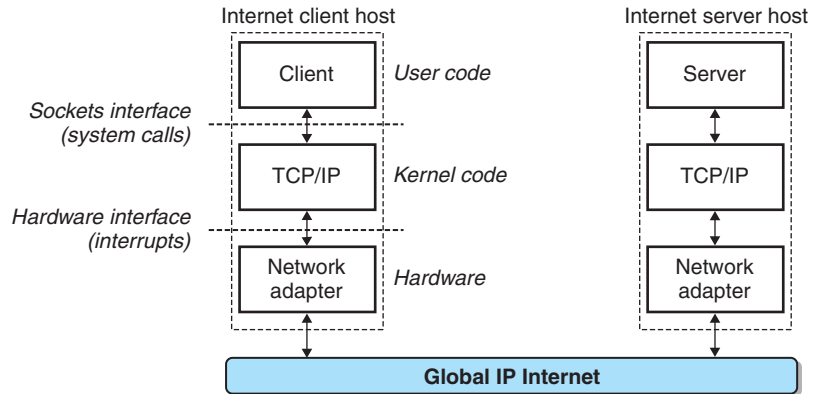 Internet client host
Internet server host
Client
User code
Server
Sockets interface
(system calls)
TCP/IP
Kernel code
TCP/IP
Hardware interface
(interrupts)
Network
adapter
Hardware
Network
adapter
Global IP Internet